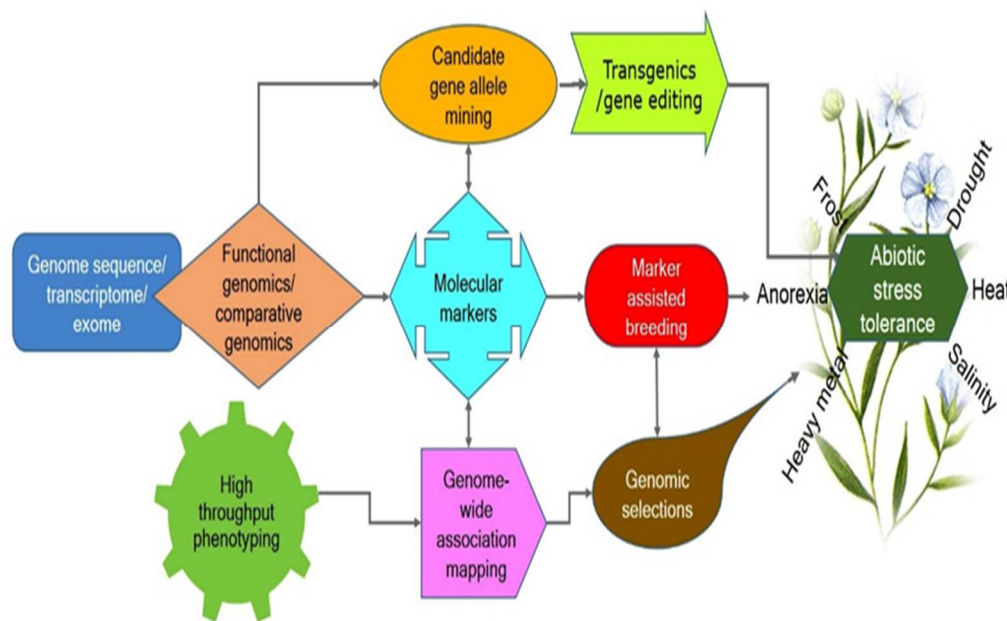 Candidate
gene allele
mining
Transgenics
/gene editing
Genome sequence/
transcriptome/
exome
Functional
genomics/
comparative
genomics
Molecular
markers
Marker
assisted
breeding
Anorexia
Frost
Drought
Abiotic
stress
tolerance
Heat
Heavy metal
Salinity
High
throughput
phenotyping
Genome-
wide
association
mapping
Genomic
selections